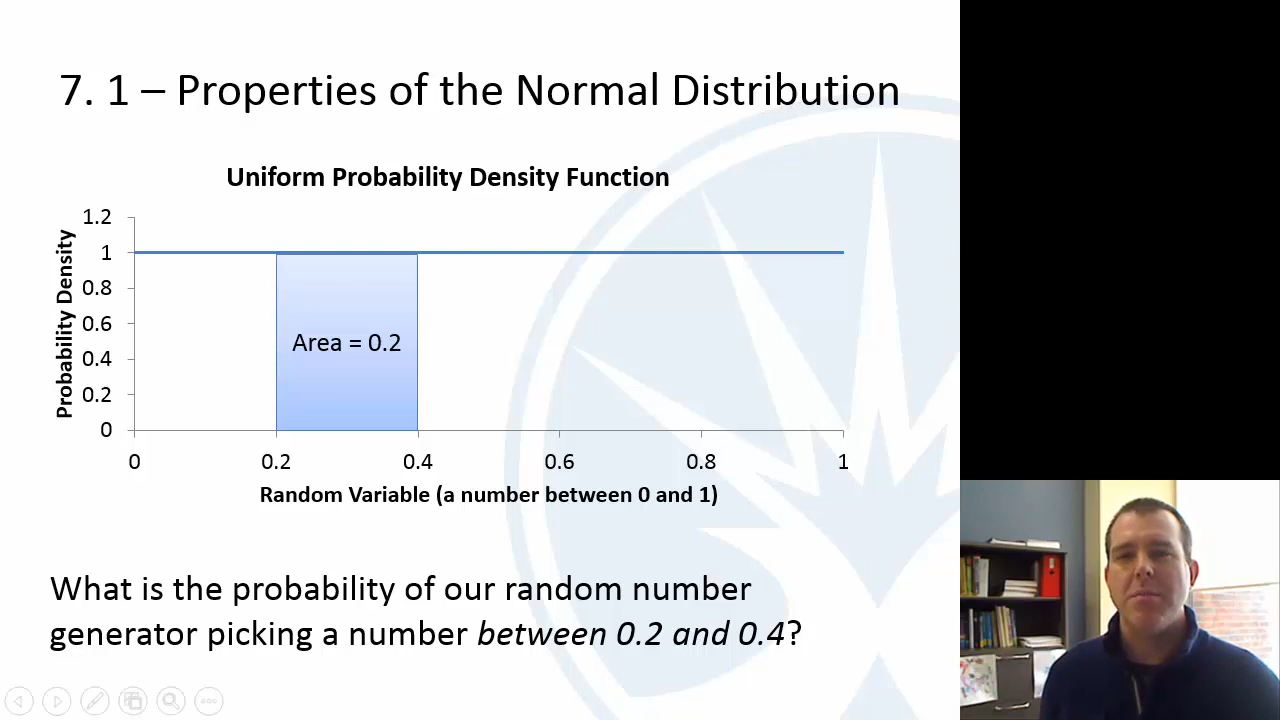 7. 1 – Properties of the Normal Distribution
Uniform Probability Density Function
Probability Density
1.2
1
0.8
0.6
0.4
0.2
0
Area = 0.2
0 0.2 0.4 0.6 0.8 1
Random Variable (a number between 0 and 1)
What is the probability of our random number
generator picking a number between 0.2 and 0.4?